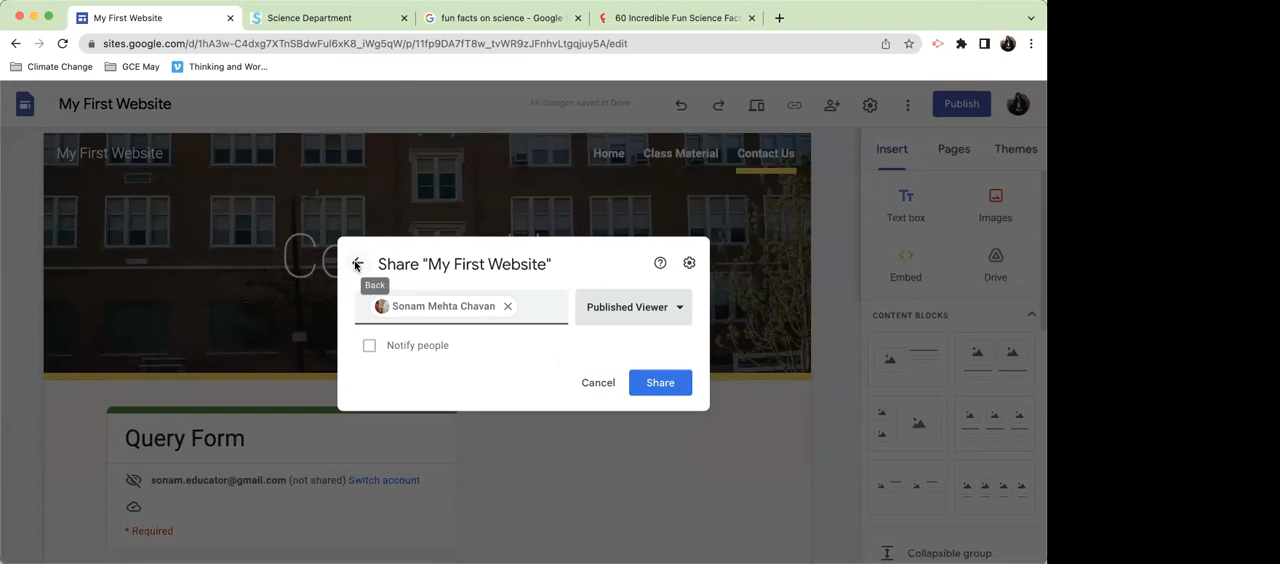 My First Website
Science Department
fun facts on science - Google S
60 Incredible Fun Science Fac
sites.google.com/d/1hA3w-C4dxg7XTnSBdwFul6xK8_iWg5qW/p/11fp9DA7fT8w_tvWR9zJFnhvLtgqjuy5A/edit
Climate Change
GCE May
Thinking and Wor...
My First Website
48 changes saved in Drive
Publish
My First Website
Home
Class Material
Contact Us
Insert
Pages
Themes
Text box
Images
Embed
Drive
CONTENT BLOCKS
Collapsible group
Share "My First Website"
Back
Sonam Mehta Chavan
Published Viewer
Notify people
Cancel
Share
Query Form
sonam.educator@gmail.com (not shared) Switch account
* Required